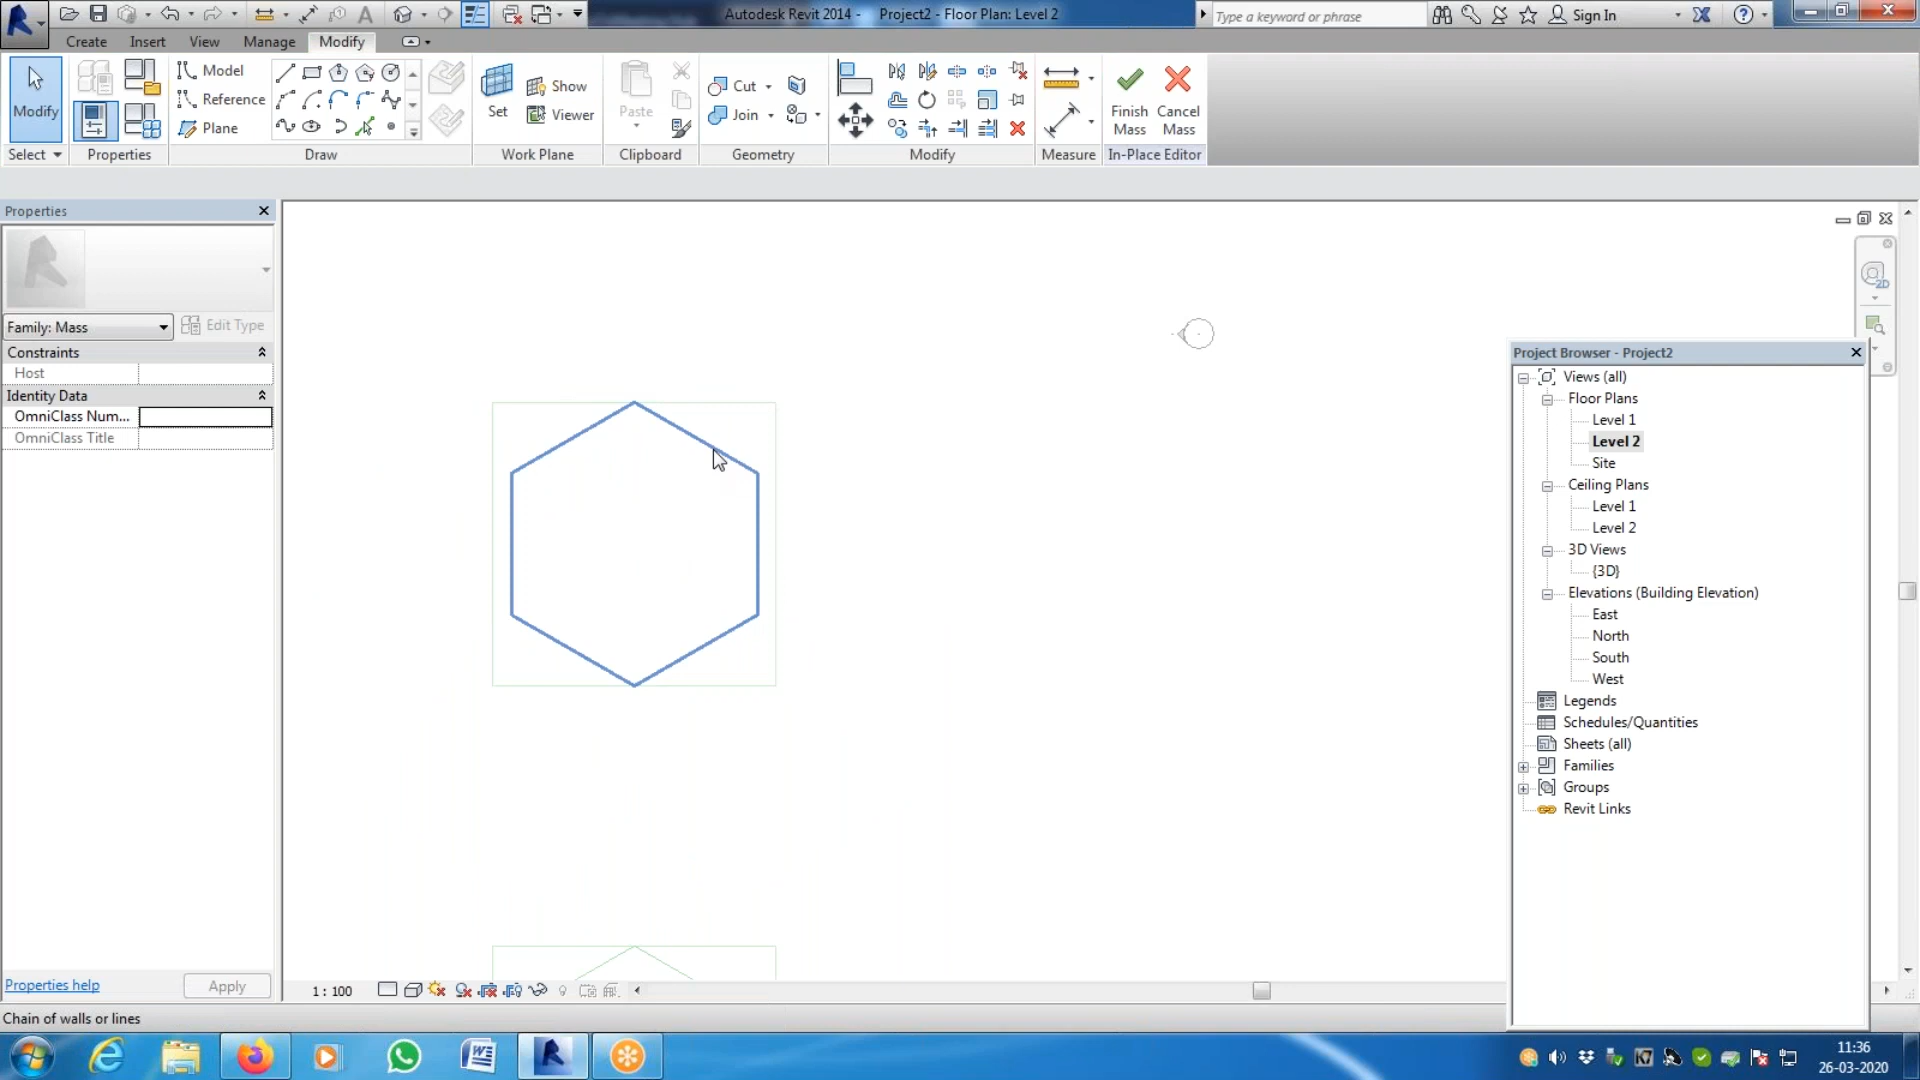 Autodesk Revit 2014 - Project2 - Floor Plan: Level 2
Type a keyword or phrase
Sign In
Create Insert View Manage Modify
Modify
Model
Reference
Plane
Set
Show
Viewer
Paste
Cut
Join
Finish Mass
Cancel Mass
Select Properties Draw Work Plane Clipboard Geometry Modify Measure In-Place Editor
Properties
Family: Mass
Edit Type
Constraints
Host
Identity Data
OmniClass Num...
OmniClass Title
Properties help
Apply
2D
Project Browser - Project2
Views (all)
Floor Plans
Level 1
Level 2
Site
Ceiling Plans
Level 1
Level 2
3D Views
{3D}
Elevations (Building Elevation)
East
North
South
West
Legends
Schedules/Quantities
Sheets (all)
Families
Groups
Revit Links
1 : 100
Chain of walls or lines
11:36
26-03-2020